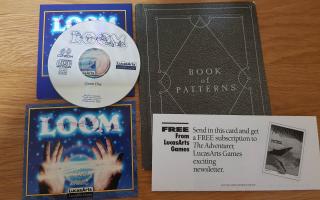 LOOM
LOOM
LucasArts
LOOM
LucasArts
BOOK
of
PATTERNS
FREE
From
LucasArts
Games
Send in this card and get
a FREE subscription to
The Adventurer,
LucasArts Games
exciting
newsletter.